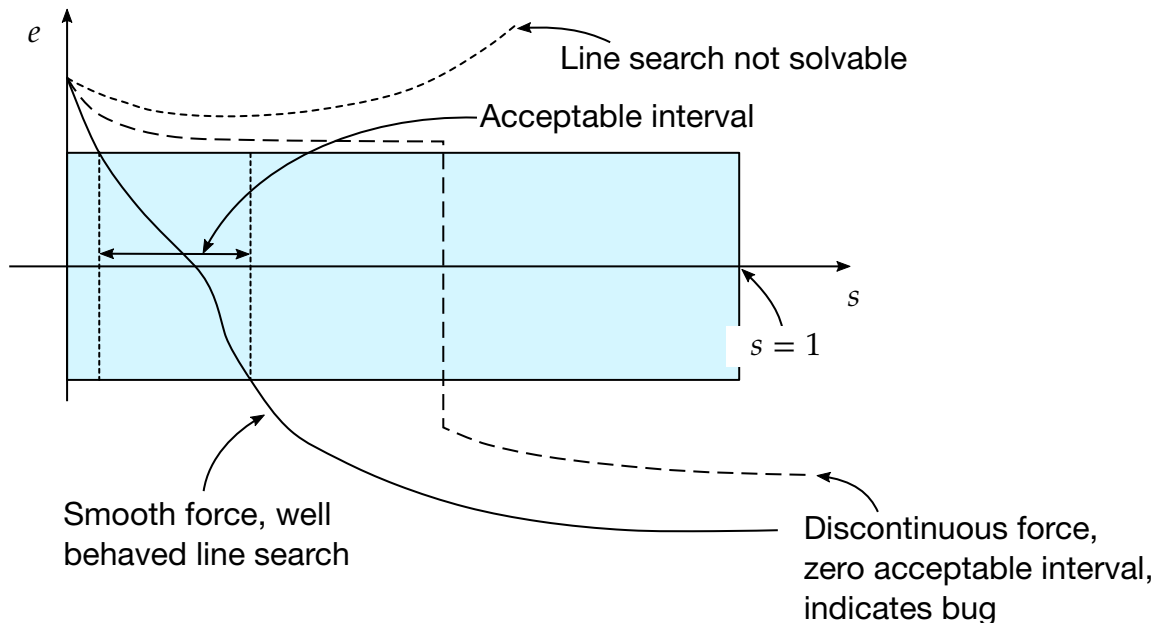 e
Line search not solvable
Acceptable interval
s
s = 1
Smooth force, well
behaved line search
Discontinuous force,
zero acceptable interval,
indicates bug